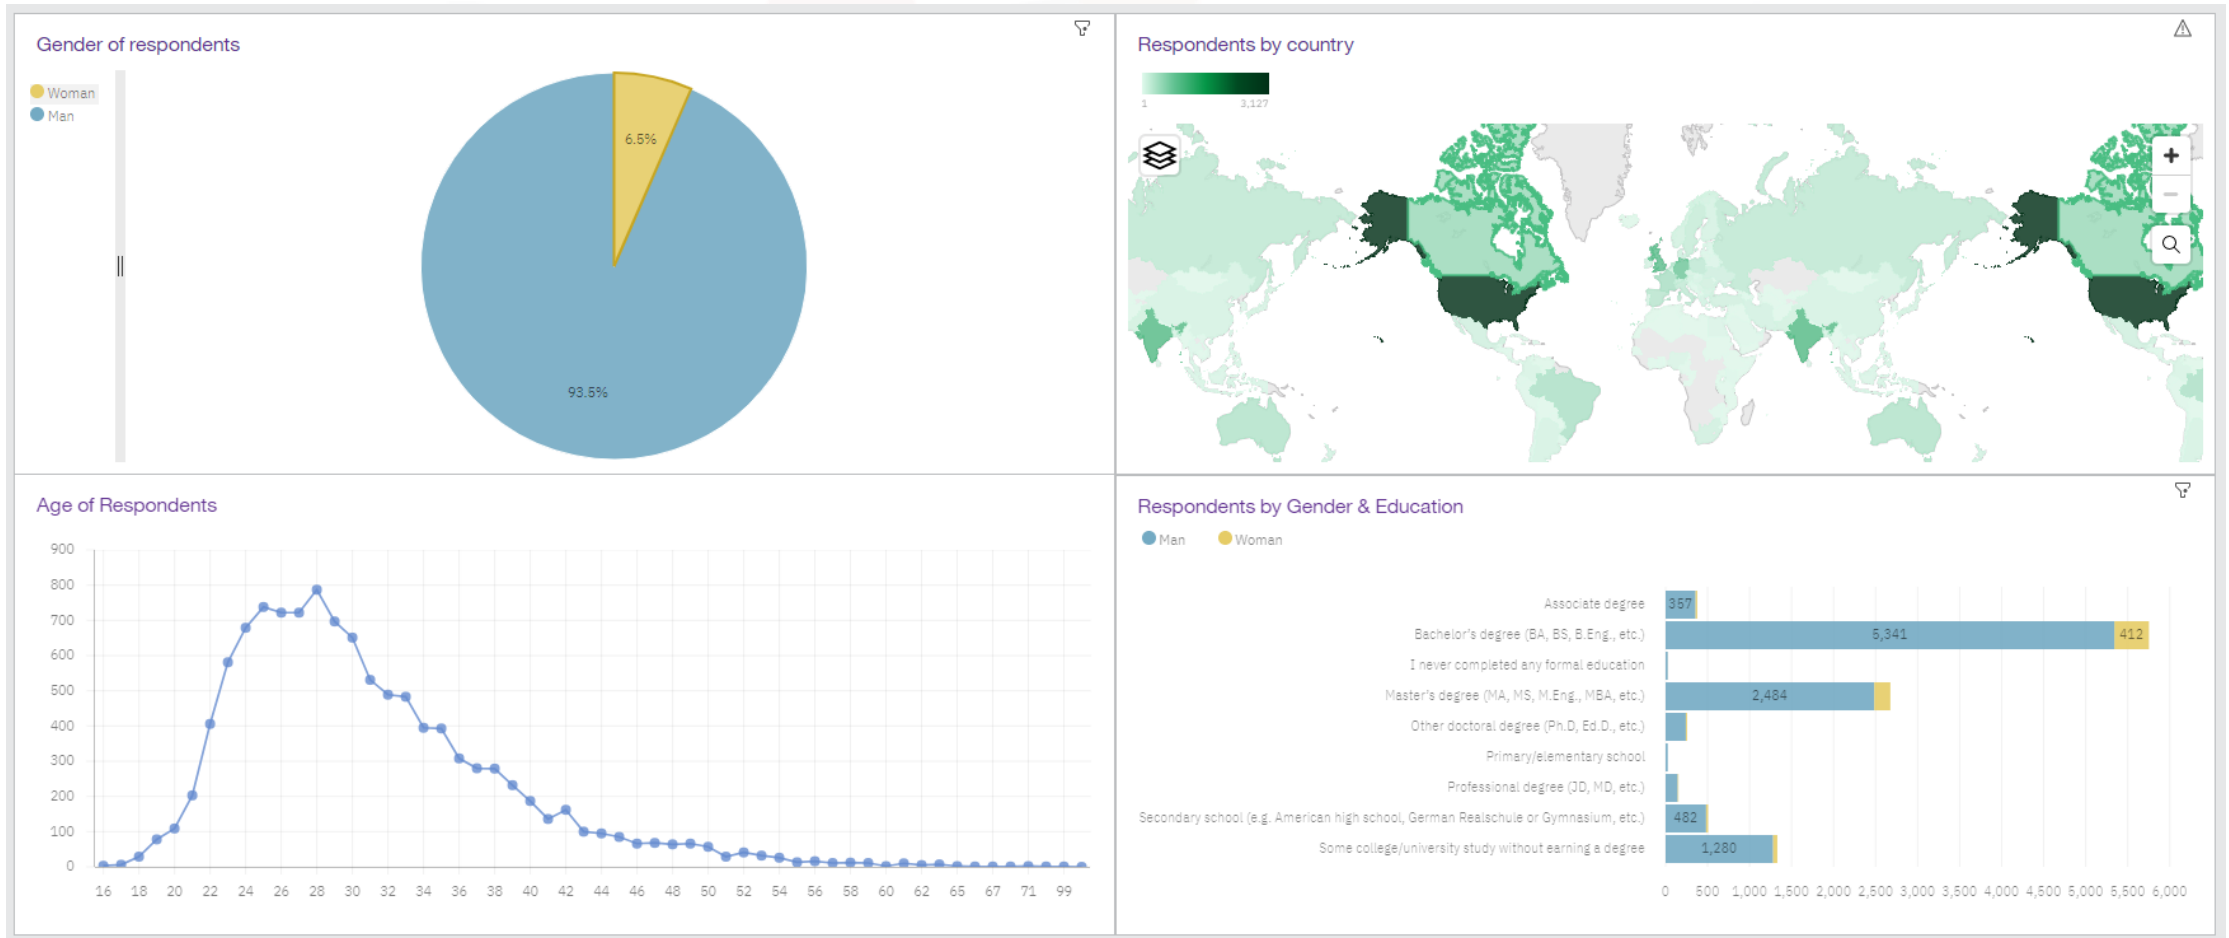 Gender of respondents
Woman
Man
6.5%
93.5%
Respondents by country
1 3,127
Age of Respondents
900
800
700
600
500
400
300
200
100
0
16 18 20 22 24 26 28 30 32 34 36 38 40 42 44 46 48 50 52 54 56 58 60 62 65 67 71 99
Respondents by Gender & Education
Man Woman
Associate degree 357
Bachelor's degree (BA, BS, B.Eng., etc.) 5,341 412
I never completed any formal education
Master's degree (MA, MS, M.Eng., MBA, etc.) 2,484
Other doctoral degree (Ph.D, Ed.D., etc.)
Primary/elementary school
Professional degree (JD, MD, etc.)
Secondary school (e.g. American high school, German Realschule or Gymnasium, etc.) 482
Some college/university study without earning a degree 1,280
0 500 1,000 1,500 2,000 2,500 3,000 3,500 4,000 4,500 5,000 5,500 6,000